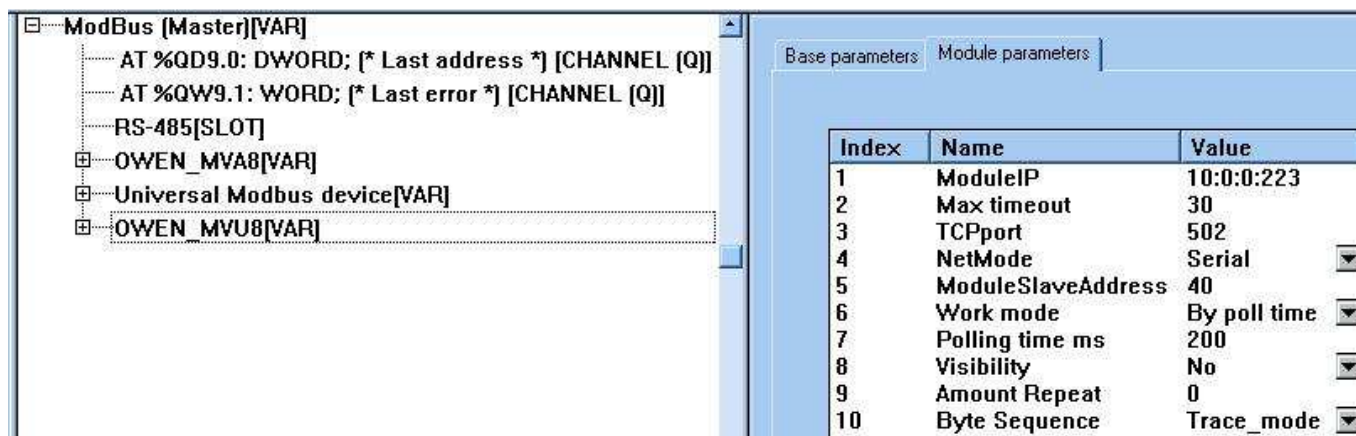 ModBus (Master)[VAR]
AT %QD9.0: DWORD; (* Last address *) [CHANNEL (Q)]
AT %QW9.1: WORD; (* Last error *) [CHANNEL (Q)]
RS-485[SLOT]
OWEN_MVA8[VAR]
Universal Modbus device[VAR]
OWEN_MVU8[VAR]
Base parameters Module parameters
Index Name Value
1 ModuleIP 10:0:0:223
2 Max timeout 30
3 TCPport 502
4 NetMode Serial
5 ModuleSlaveAddress 40
6 Work mode By poll time
7 Polling time ms 200
8 Visibility No
9 Amount Repeat 0
10 Byte Sequence Trace_mode